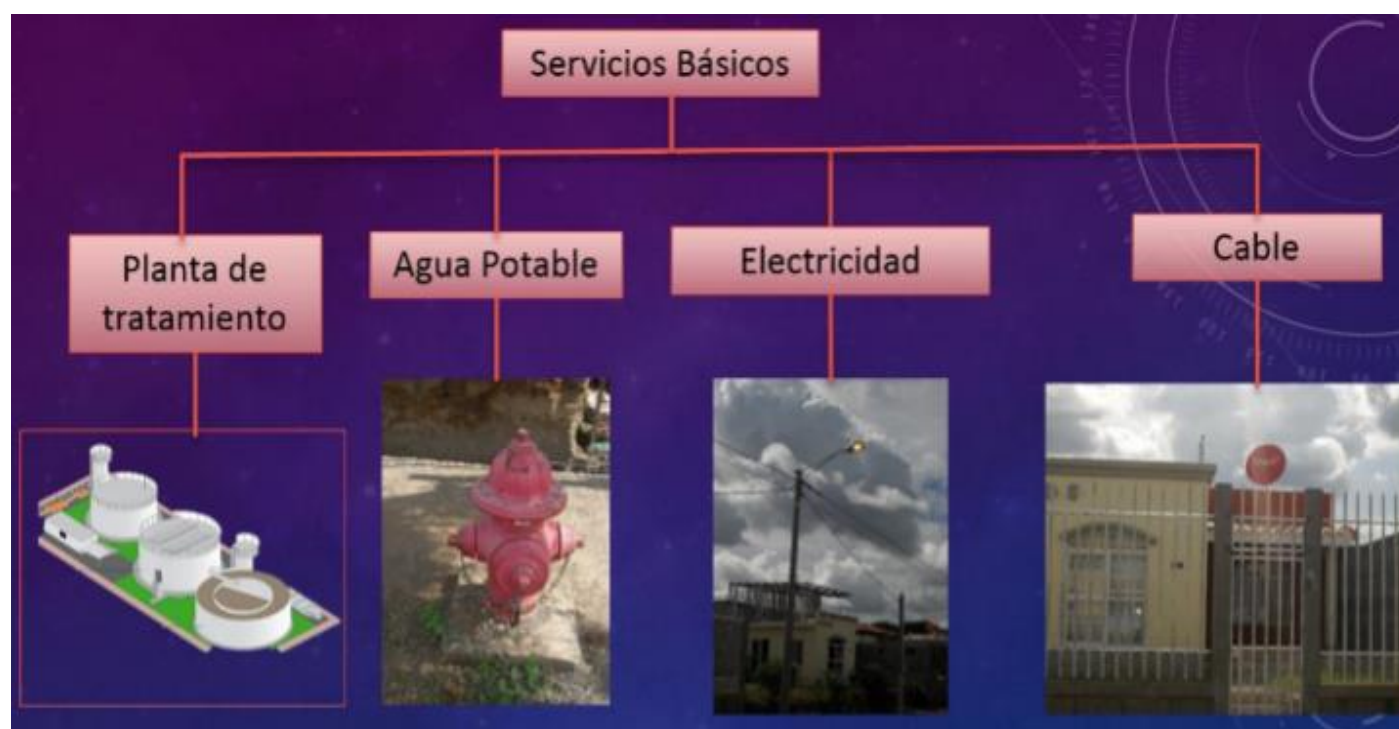 Servicios Básicos
Planta de
tratamiento
Agua Potable
Electricidad
Cable